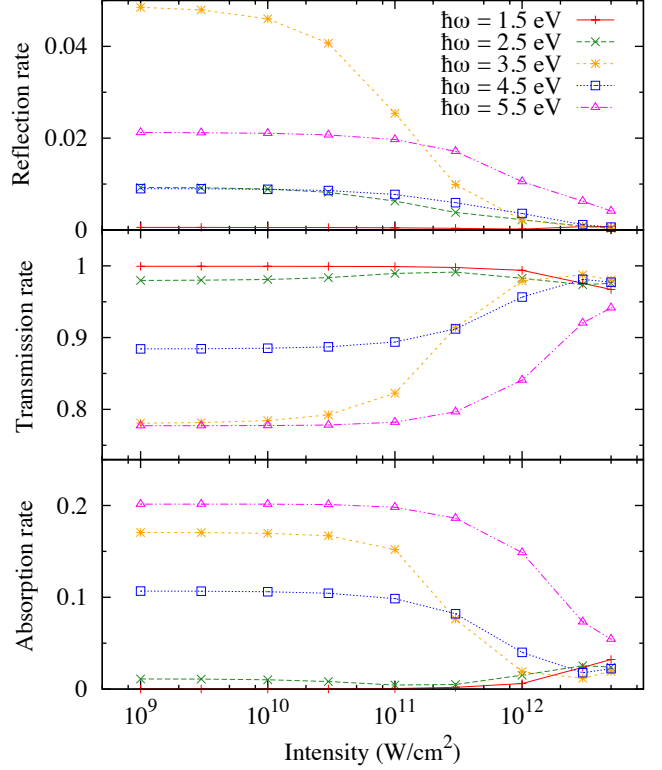 Reflection rate
0.04
0.02
0
ħω = 1.5 eV
ħω = 2.5 eV
ħω = 3.5 eV
ħω = 4.5 eV
ħω = 5.5 eV
Transmission rate
1
0.9
0.8
Absorption rate
0.2
0.1
0
10⁹
10¹⁰
10¹¹
10¹²
Intensity (W/cm²)